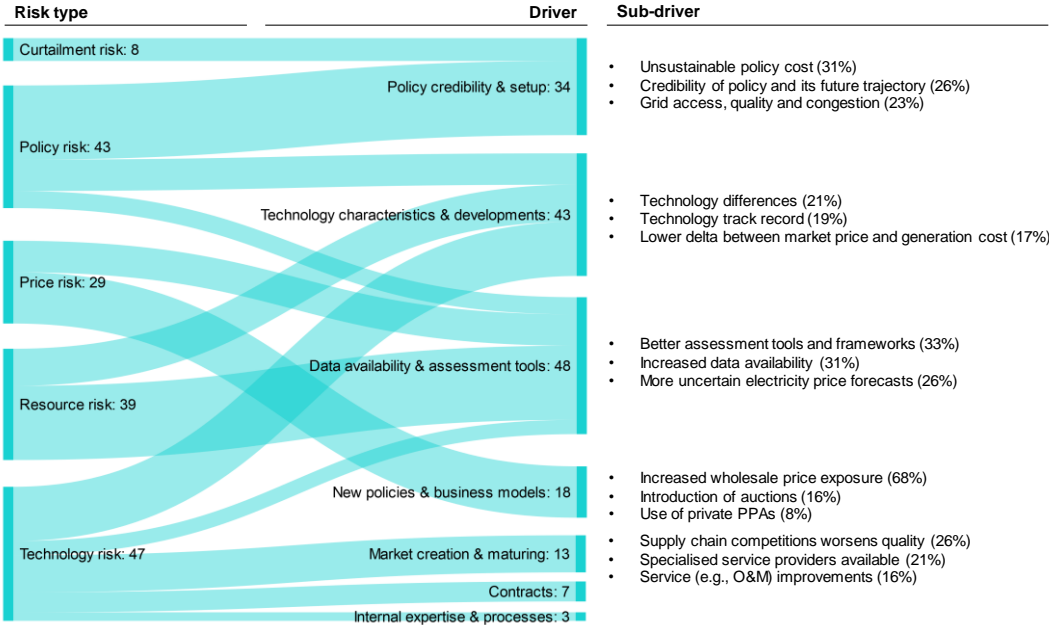 Risk type
Driver
Sub-driver
Curtailment risk: 8
Policy risk: 43
Price risk: 29
Resource risk: 39
Technology risk: 47
Policy credibility & setup: 34
Technology characteristics & developments: 43
Data availability & assessment tools: 48
New policies & business models: 18
Market creation & maturing: 13
Contracts: 7
Internal expertise & processes: 3
• Unsustainable policy cost (31%)
• Credibility of policy and its future trajectory (26%)
• Grid access, quality and congestion (23%)
• Technology differences (21%)
• Technology track record (19%)
• Lower delta between market price and generation cost (17%)
• Better assessment tools and frameworks (33%)
• Increased data availability (31%)
• More uncertain electricity price forecasts (26%)
• Increased wholesale price exposure (68%)
• Introduction of auctions (16%)
• Use of private PPAs (8%)
• Supply chain competitions worsens quality (26%)
• Specialised service providers available (21%)
• Service (e.g., O&M) improvements (16%)